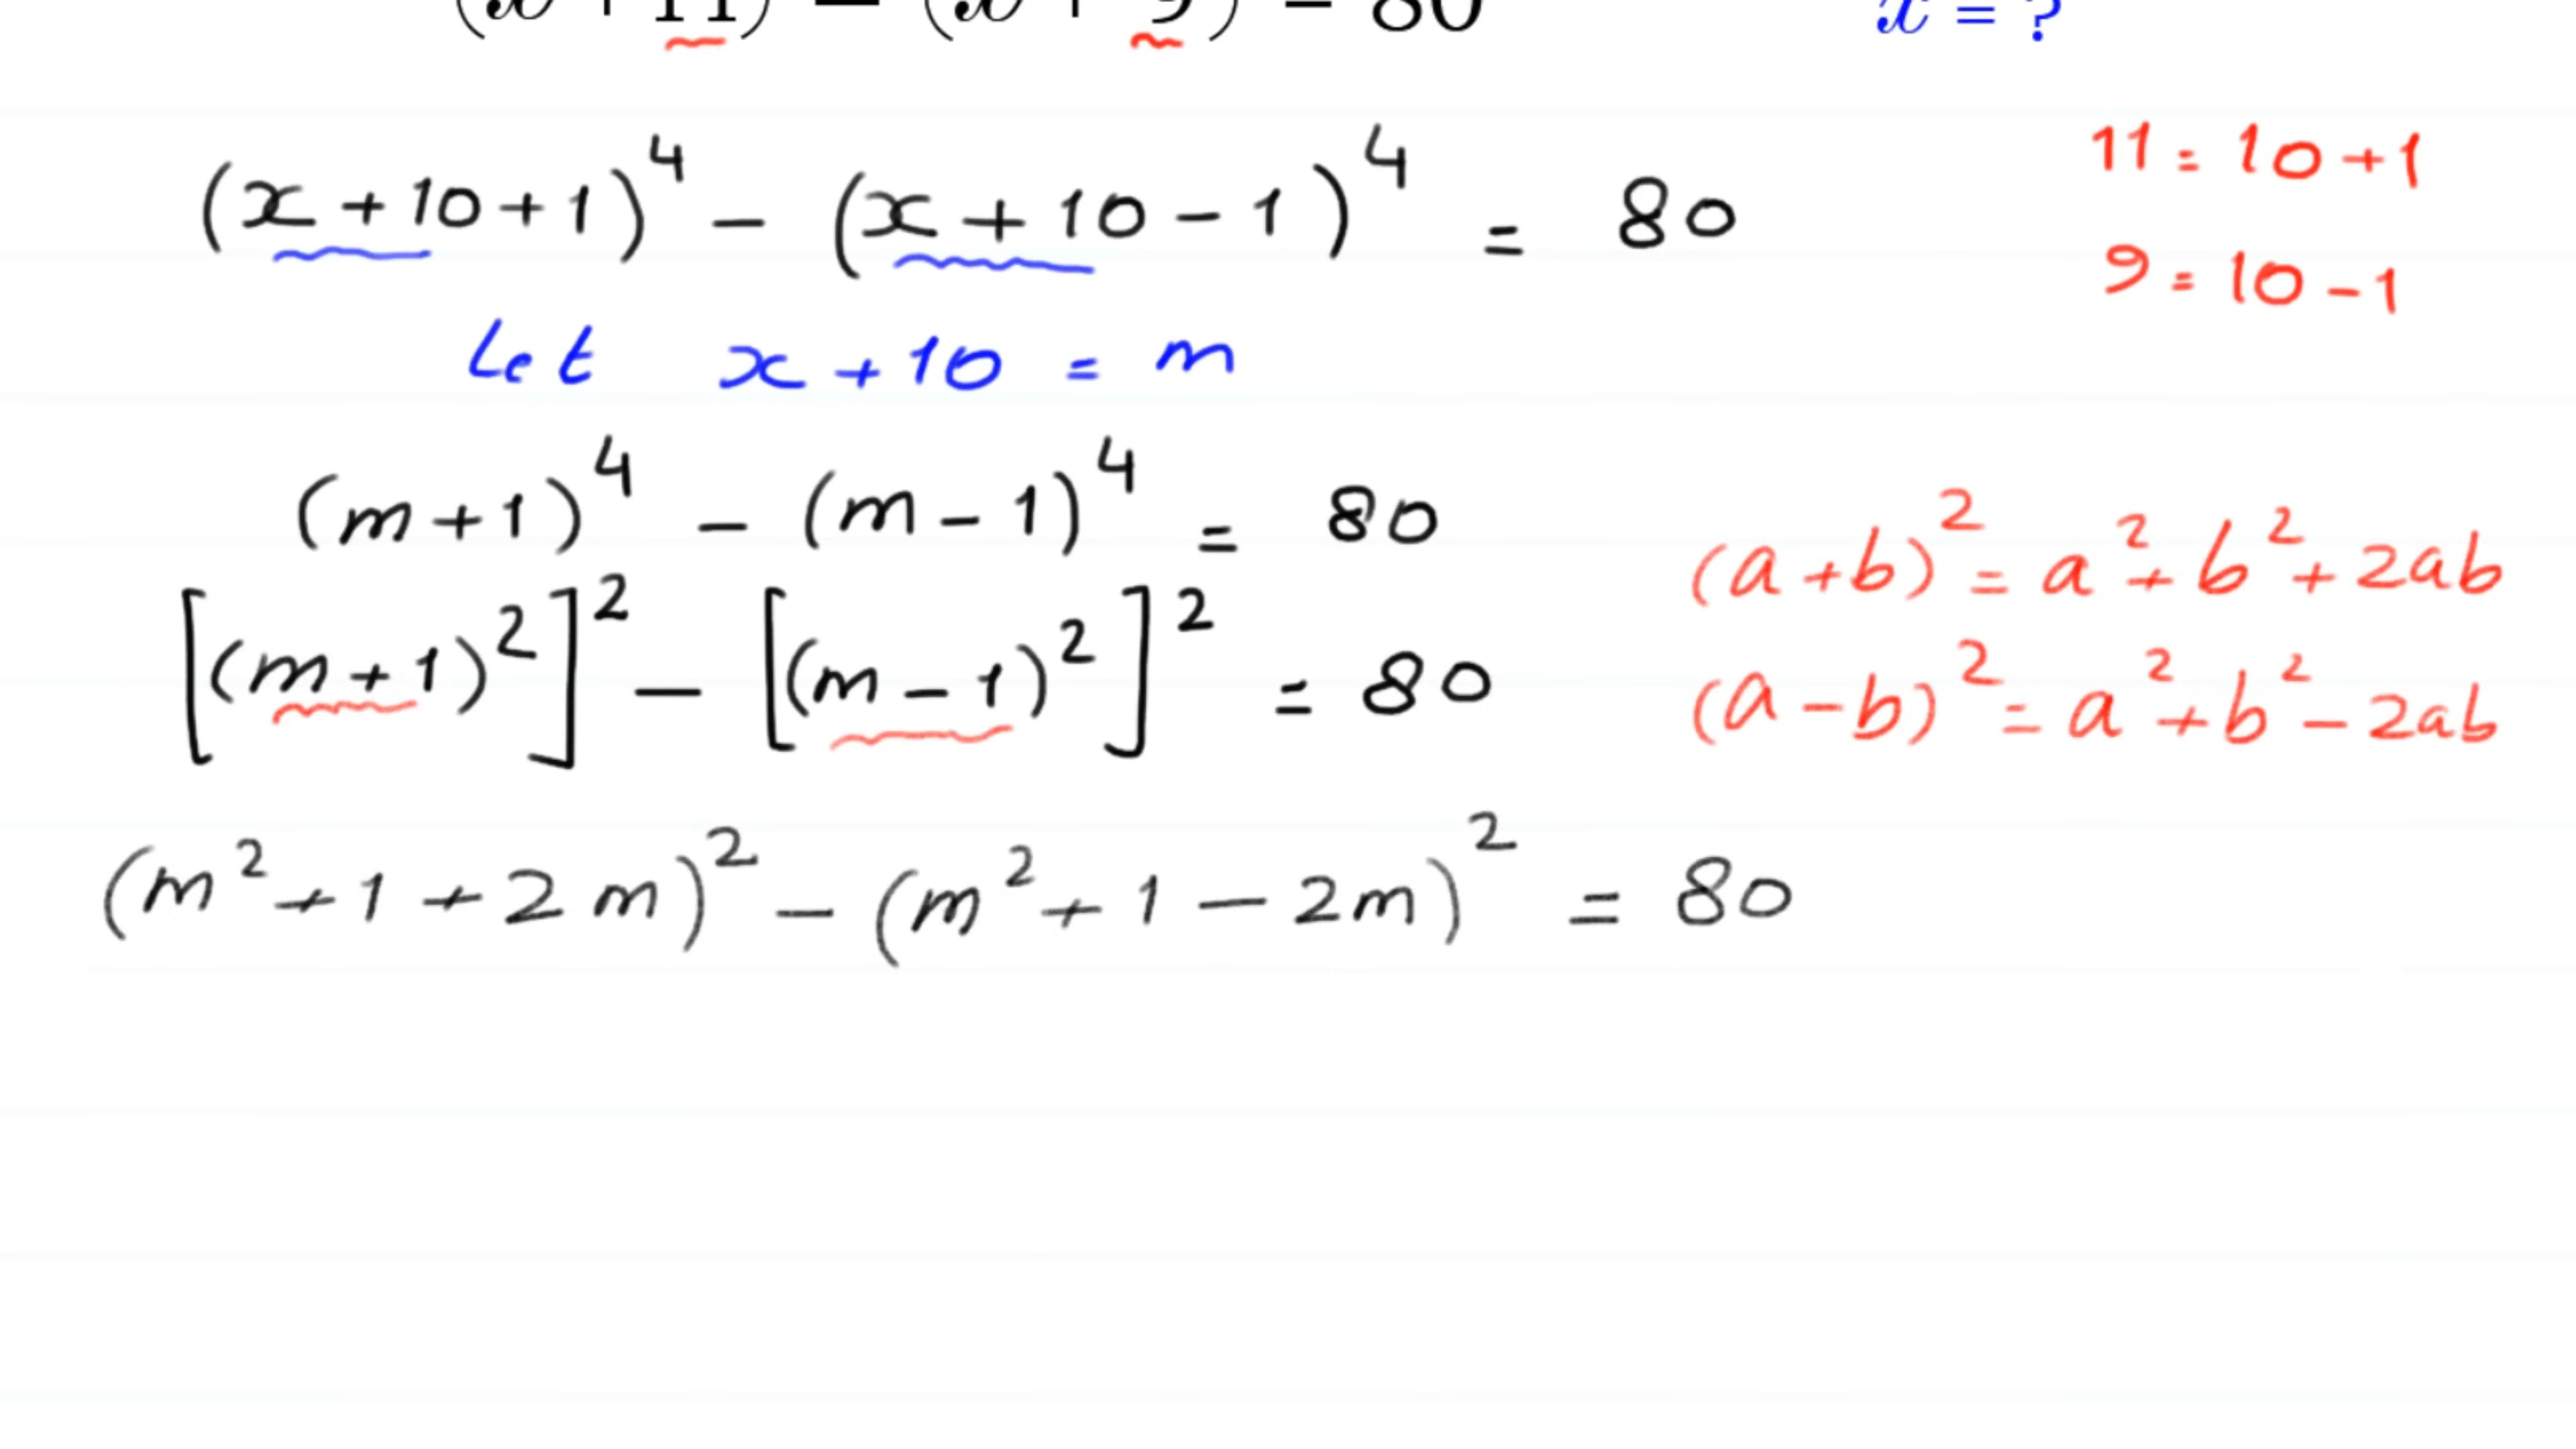 (x + 11) − (x + 9) = 80 x = ?
(x + 10 + 1)⁴ − (x + 10 − 1)⁴ = 80
11 = 10 + 1
9 = 10 − 1
Let x + 10 = m
(m + 1)⁴ − (m − 1)⁴ = 80
[(m + 1)²]² − [(m − 1)²]² = 80
(a + b)² = a² + b² + 2ab
(a − b)² = a² + b² − 2ab
(m² + 1 + 2m)² − (m² + 1 − 2m)² = 80